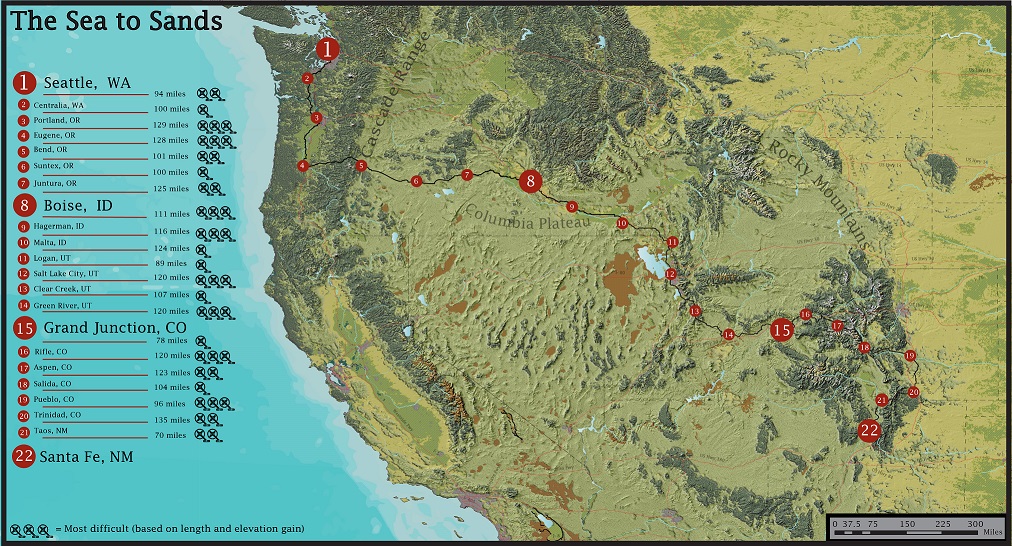 The Sea to Sands
1 Seattle, WA
94 miles
2 Centralia, WA
100 miles
3 Portland, OR
129 miles
4 Eugene, OR
128 miles
5 Bend, OR
101 miles
6 Suntex, OR
100 miles
7 Juntura, OR
125 miles
8 Boise, ID
111 miles
9 Hagerman, ID
116 miles
10 Malta, ID
124 miles
11 Logan, UT
89 miles
12 Salt Lake City, UT
120 miles
13 Clear Creek, UT
107 miles
14 Green River, UT
120 miles
15 Grand Junction, CO
78 miles
16 Rifle, CO
120 miles
17 Aspen, CO
123 miles
18 Salida, CO
104 miles
19 Pueblo, CO
96 miles
20 Trinidad, CO
135 miles
21 Taos, NM
70 miles
22 Santa Fe, NM
= Most difficult (based on length and elevation gain)
1
2
3
4
5
6
7
8
9
10
11
12
13
14
15
16
17
18
19
20
21
22
Cascade Range
Columbia Plateau
Rocky Mountains
0 37.5 75 150 225 300
Miles